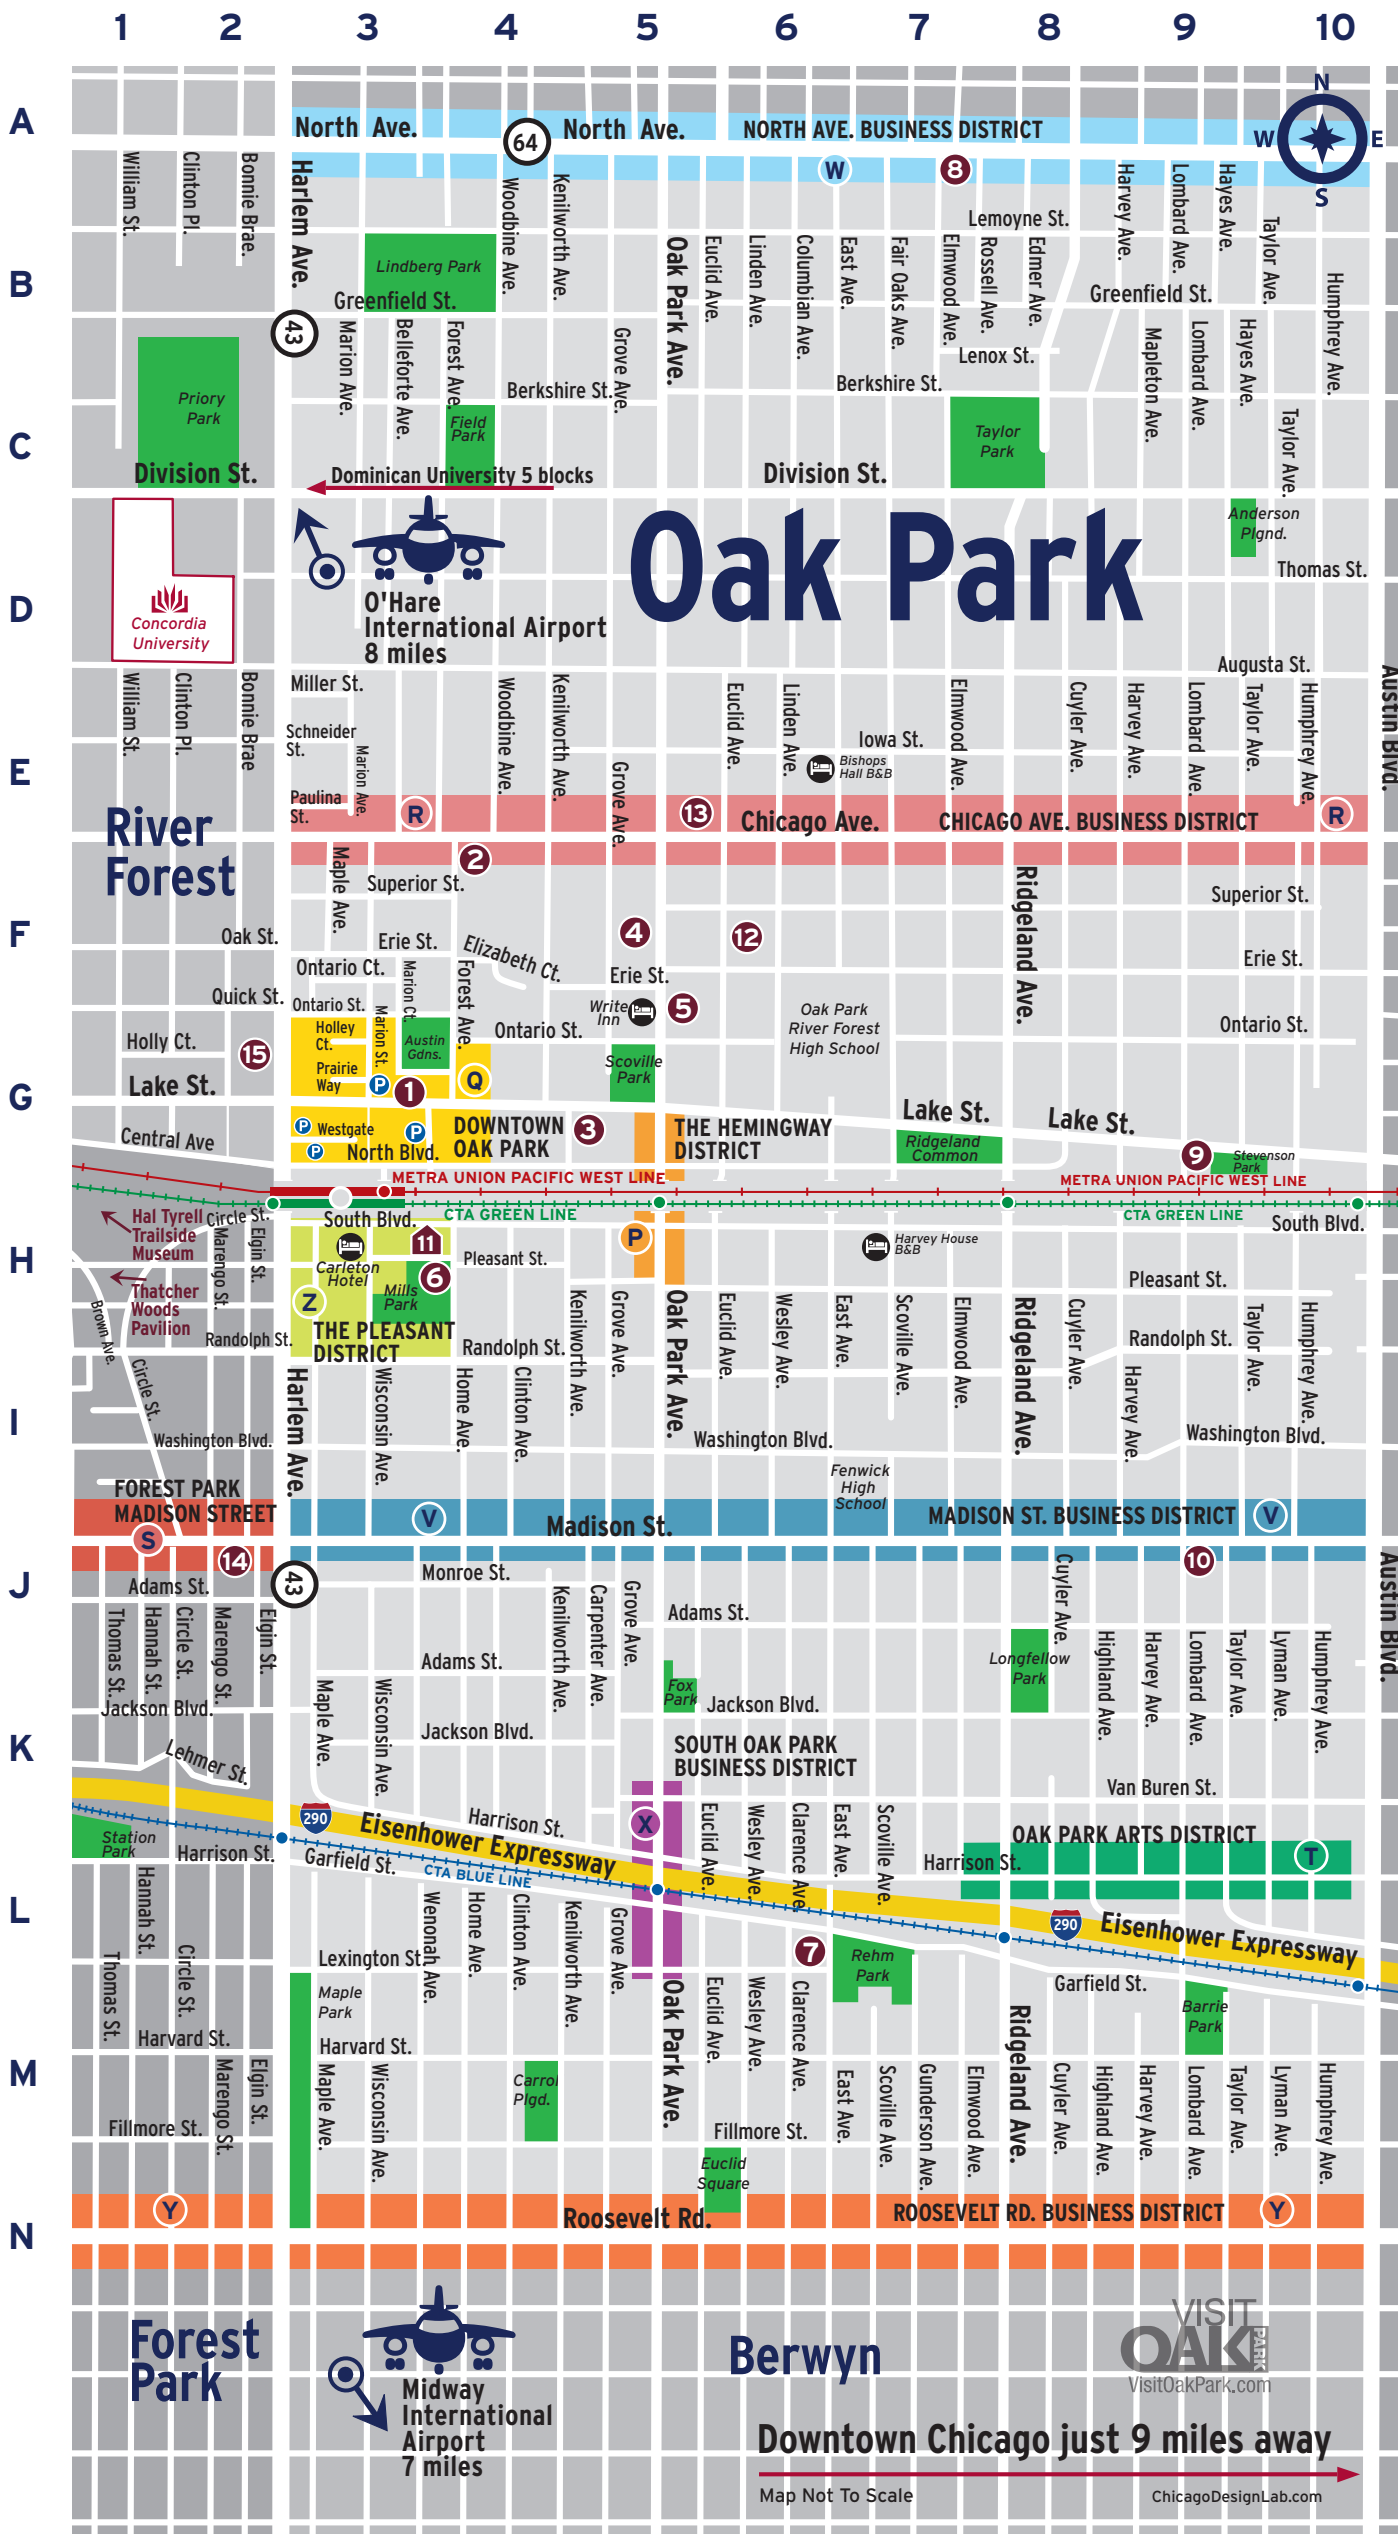 1 2 3 4 5 6 7 8 9 10
A
North Ave.
64
North Ave.
NORTH AVE. BUSINESS DISTRICT
N
W E
S
W
8
William St.
Clinton Pl.
Bonnie Brae.
Harlem Ave.
Woodbine Ave.
Kenilworth Ave.
Lemoyne St.
Harvey Ave.
Lombard Ave.
Hayes Ave.
Taylor Ave.
B
Lindberg Park
Greenfield St.
Oak Park Ave.
Euclid Ave.
Linden Ave.
Columbian Ave.
East Ave.
Fair Oaks Ave.
Elmwood Ave.
Rossell Ave.
Edmer Ave.
Greenfield St.
Humphrey Ave.
43
Marion Ave.
Belleforte Ave.
Forest Ave.
Grove Ave.
Lenox St.
Mapleton Ave.
Lombard Ave.
Hayes Ave.
Priory
Park
Berkshire St.
Berkshire St.
C
Field
Park
Taylor
Park
Taylor Ave.
Division St.
Dominican University 5 blocks
Division St.
Oak Park
Anderson
Plgnd.
Thomas St.
D
Concordia
University
O'Hare
International Airport
8 miles
Augusta St.
Austin Blvd.
William St.
Clinton Pl.
Bonnie Brae
Miller St.
Schneider
St.
Marion Ave.
Woodbine Ave.
Kenilworth Ave.
Euclid Ave.
Linden Ave.
Elmwood Ave.
Cuyler Ave.
Harvey Ave.
Lombard Ave.
Taylor Ave.
Humphrey Ave.
Iowa St.
E
Bishops
Hall B&B
Grove Ave.
Paulina
St.
R
13
Chicago Ave.
CHICAGO AVE. BUSINESS DISTRICT
R
River
Forest
2
Maple Ave.
Superior St.
Ridgeland Ave.
Superior St.
F
Oak St.
Erie St.
Elizabeth Ct.
4
12
Erie St.
Erie St.
Ontario Ct.
Marion Ct.
Forest Ave.
Quick St.
Ontario St.
Write
Inn
5
Oak Park
River Forest
High School
Ontario St.
Ontario St.
Holley
Ct.
Marion St.
Austin
Gdns.
Holly Ct.
15
Scoville
Park
Prairie
Way
P
1
Q
G
Lake St.
Lake St.
Lake St.
Central Ave
P
Westgate
P
P
North Blvd.
DOWNTOWN
OAK PARK
3
THE HEMINGWAY
DISTRICT
Ridgeland
Common
9
Stevenson
Park
METRA UNION PACIFIC WEST LINE
METRA UNION PACIFIC WEST LINE
CTA GREEN LINE
CTA GREEN LINE
Hal Tyrell
Trailside
Museum
Circle St.
Marengo St.
Elgin St.
South Blvd.
South Blvd.
11
P
Harvey House
B&B
H
Carleton
Hotel
Pleasant St.
6
Mills
Park
Pleasant St.
Thatcher
Woods
Pavilion
Z
Brown Ave.
Randolph St.
THE PLEASANT
DISTRICT
Randolph St.
Randolph St.
Kenilworth Ave.
Grove Ave.
Oak Park Ave.
Euclid Ave.
Wesley Ave.
East Ave.
Scoville Ave.
Elmwood Ave.
Ridgeland Ave.
Cuyler Ave.
Taylor Ave.
Humphrey Ave.
Circle St.
Harlem Ave.
Wisconsin Ave.
Home Ave.
Clinton Ave.
Harvey Ave.
I
Washington Blvd.
Washington Blvd.
Washington Blvd.
Fenwick
High
School
FOREST PARK
MADISON STREET
S
V
Madison St.
MADISON ST. BUSINESS DISTRICT
V
14
10
J
Adams St.
43
Monroe St.
Adams St.
Cuyler Ave.
Austin Blvd.
Thomas St.
Hannah St.
Circle St.
Marengo St.
Elgin St.
Kenilworth Ave.
Carpenter Ave.
Grove Ave.
Adams St.
Longfellow
Park
Highland Ave.
Harvey Ave.
Lombard Ave.
Taylor Ave.
Lyman Ave.
Humphrey Ave.
Fox
Park
Jackson Blvd.
Jackson Blvd.
Maple Ave.
Wisconsin Ave.
Jackson Blvd.
K
Lehmer St.
SOUTH OAK PARK
BUSINESS DISTRICT
Van Buren St.
290
Eisenhower Expressway
Harrison St.
X
Euclid Ave.
Wesley Ave.
Clarence Ave.
East Ave.
Scoville Ave.
OAK PARK ARTS DISTRICT
T
Station
Park
Harrison St.
Garfield St.
CTA BLUE LINE
Harrison St.
L
Hannah St.
Wenonah Ave.
Home Ave.
Clinton Ave.
Kenilworth Ave.
Grove Ave.
290
Eisenhower Expressway
Thomas St.
Circle St.
Lexington St.
7
Rehm
Park
Garfield St.
Maple
Park
Oak Park Ave.
Euclid Ave.
Wesley Ave.
Clarence Ave.
Ridgeland Ave.
Barrie
Park
Harvard St.
Harvard St.
M
Marengo St.
Elgin St.
Maple Ave.
Wisconsin Ave.
Carrol
Plgd.
East Ave.
Scoville Ave.
Gunderson Ave.
Elmwood Ave.
Cuyler Ave.
Highland Ave.
Harvey Ave.
Lombard Ave.
Taylor Ave.
Lyman Ave.
Humphrey Ave.
Fillmore St.
Fillmore St.
Euclid
Square
Y
Roosevelt Rd.
ROOSEVELT RD. BUSINESS DISTRICT
Y
N
Forest
Park
Midway
International
Airport
7 miles
Berwyn
VISIT
OAK PARK
VisitOakPark.com
Downtown Chicago just 9 miles away
Map Not To Scale
ChicagoDesignLab.com